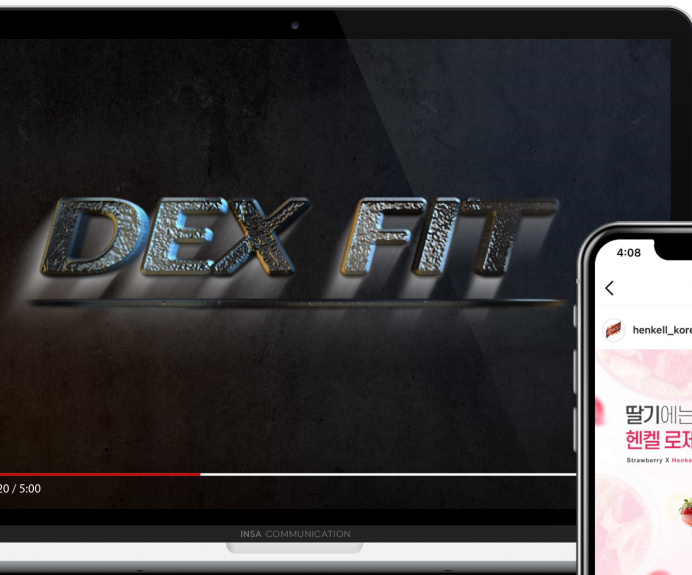 DEX FIT
20 / 5:00
INSA COMMUNICATION
4:08
henkell_kore
딸기에는
헨켈 로제
Strawberry X Henke